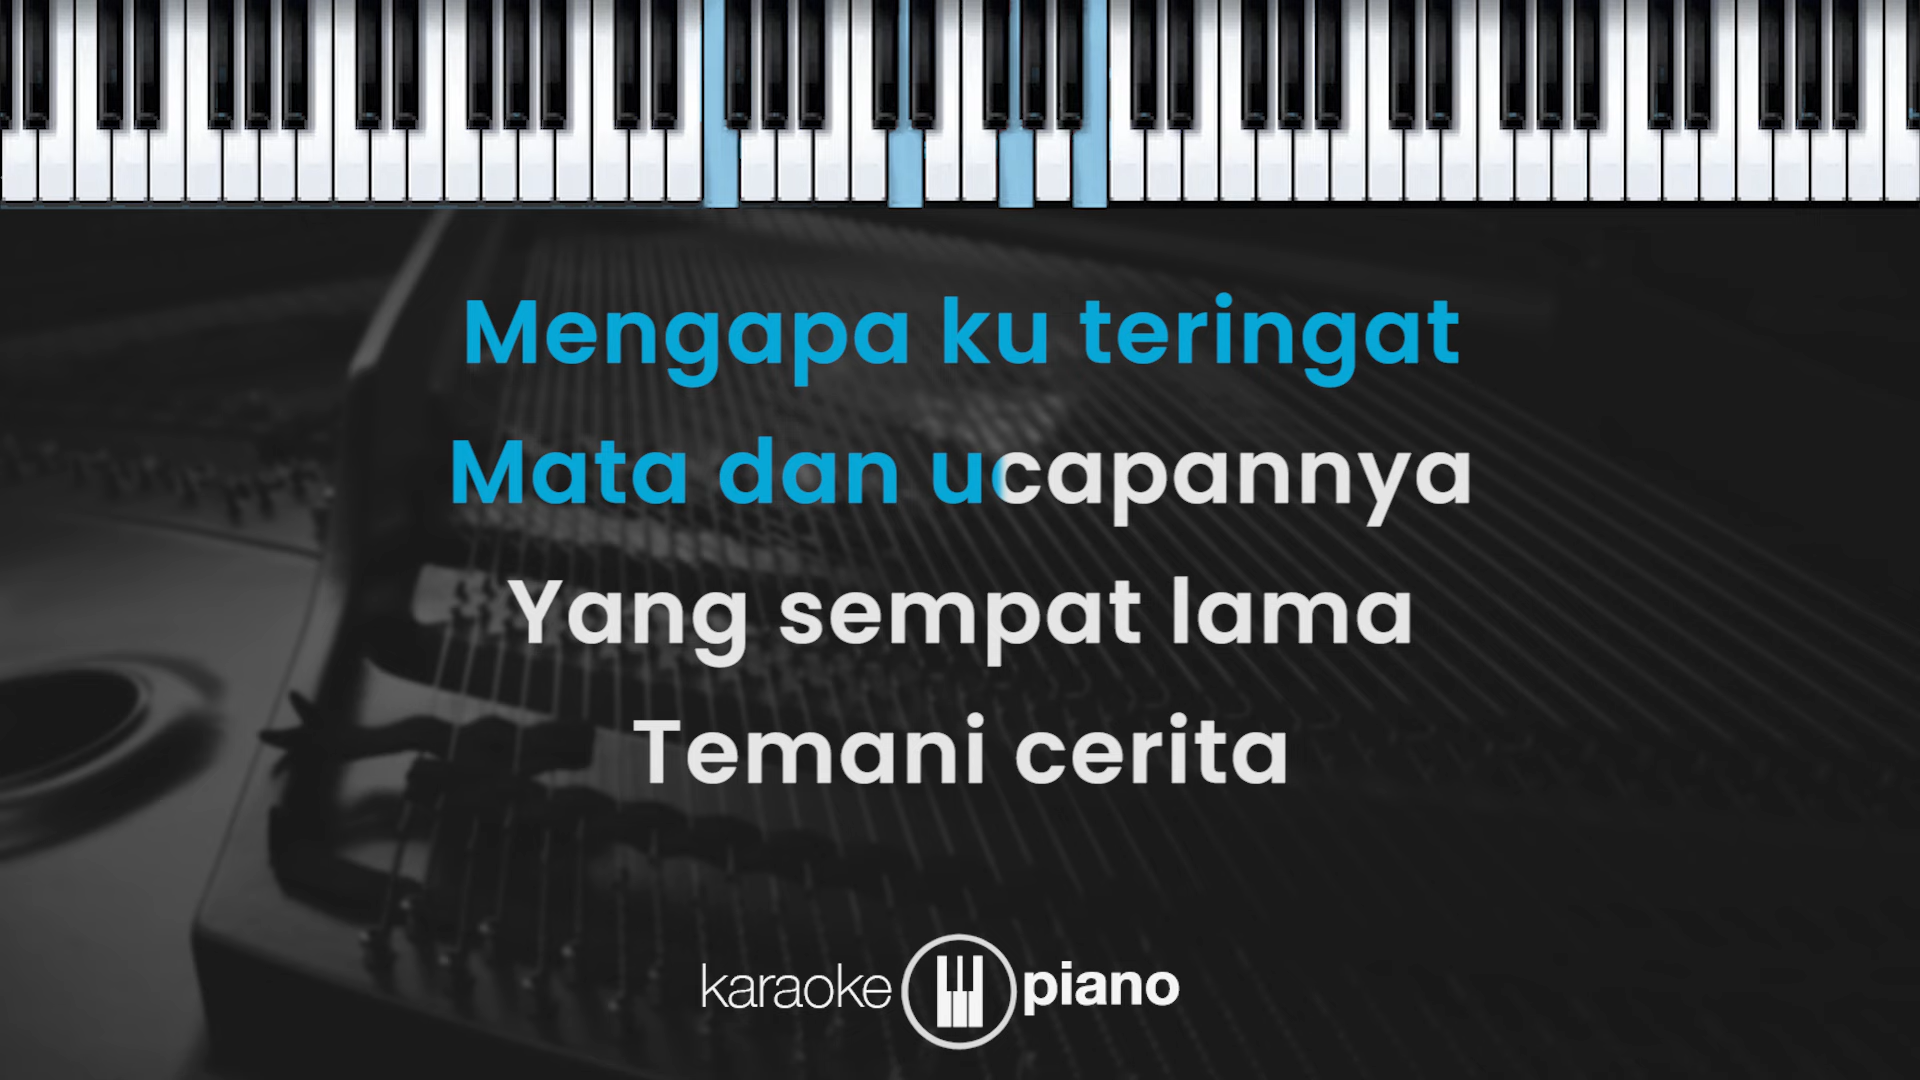 Mengapa ku teringat
Mata dan ucapannya
Yang sempat lama
Temani cerita
karaoke piano